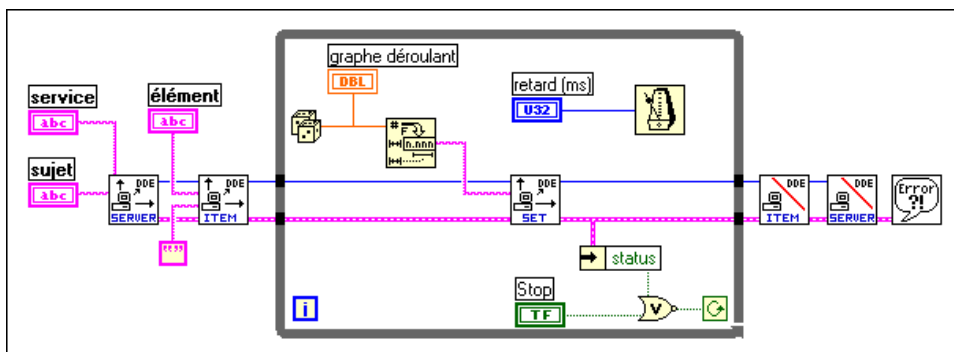 graphe déroulant
DBL
retard (ms)
U32
service
abc
élément
abc
sujet
abc
# F
n.nnn
DDE
SERVER
DDE
ITEM
DDE
SET
DDE
ITEM
DDE
SERVER
Error
?!
status
Stop
TF
V
i